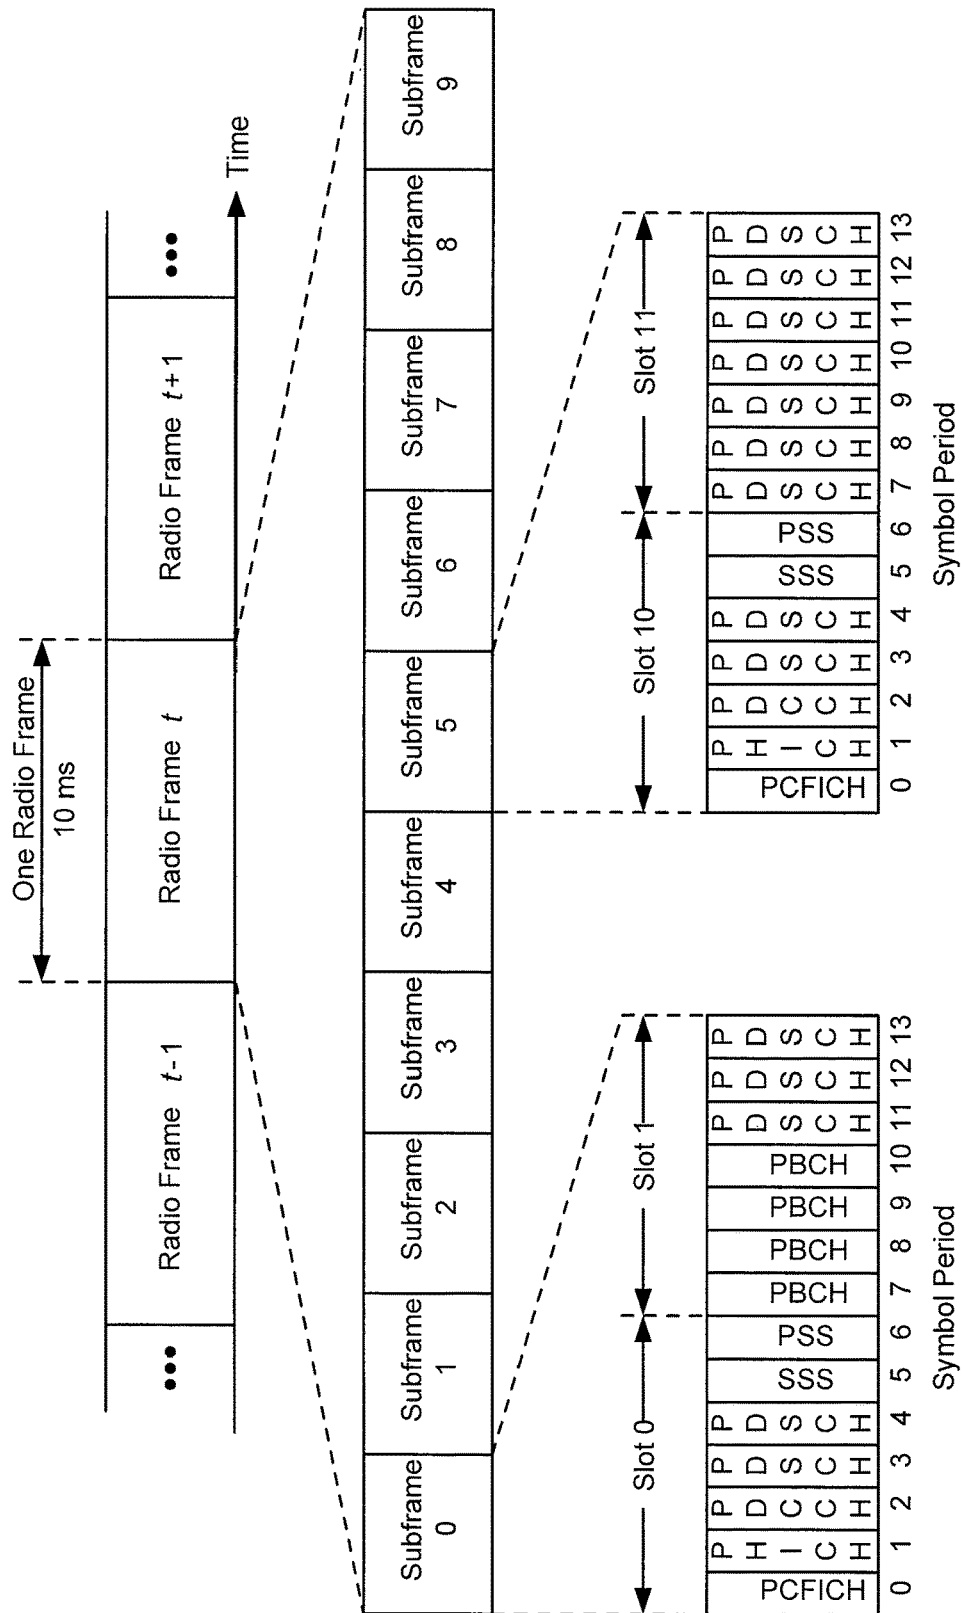 One Radio Frame
10 ms
••• Radio Frame t-1 Radio Frame t Radio Frame t+1 •••
Time
Subframe 0
Subframe 1
Subframe 2
Subframe 3
Subframe 4
Subframe 5
Subframe 6
Subframe 7
Subframe 8
Subframe 9
Slot 0 Slot 1
PCFICH
PHICH
PDCCH
PDSCH
PDSCH
SSS
PSS
PBCH
PBCH
PBCH
PBCH
PDSCH
PDSCH
PDSCH
0 1 2 3 4 5 6 7 8 9 10 11 12 13
Symbol Period
Slot 10 Slot 11
PCFICH
PHICH
PDCCH
PDSCH
PDSCH
SSS
PSS
PDSCH
PDSCH
PDSCH
PDSCH
PDSCH
PDSCH
PDSCH
0 1 2 3 4 5 6 7 8 9 10 11 12 13
Symbol Period